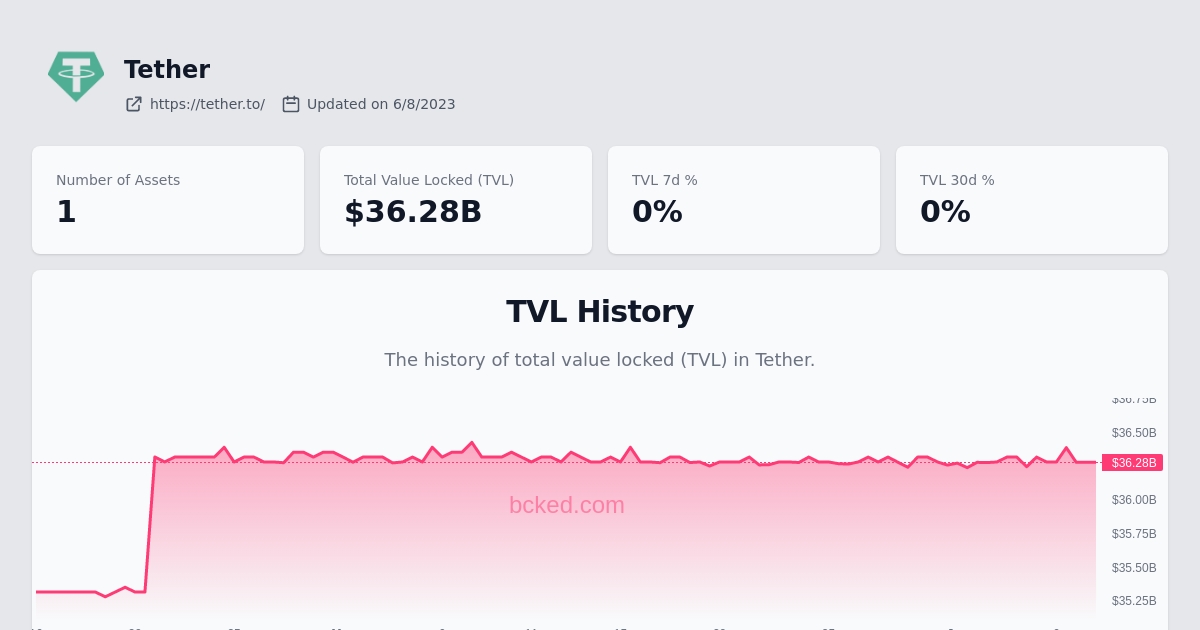 Tether
https://tether.to/
Updated on 6/8/2023
Number of Assets
1
Total Value Locked (TVL)
$36.28B
TVL 7d %
0%
TVL 30d %
0%
TVL History
The history of total value locked (TVL) in Tether.
$36.75B
$36.50B
$36.28B
bcked.com
$36.00B
$35.75B
$35.50B
$35.25B